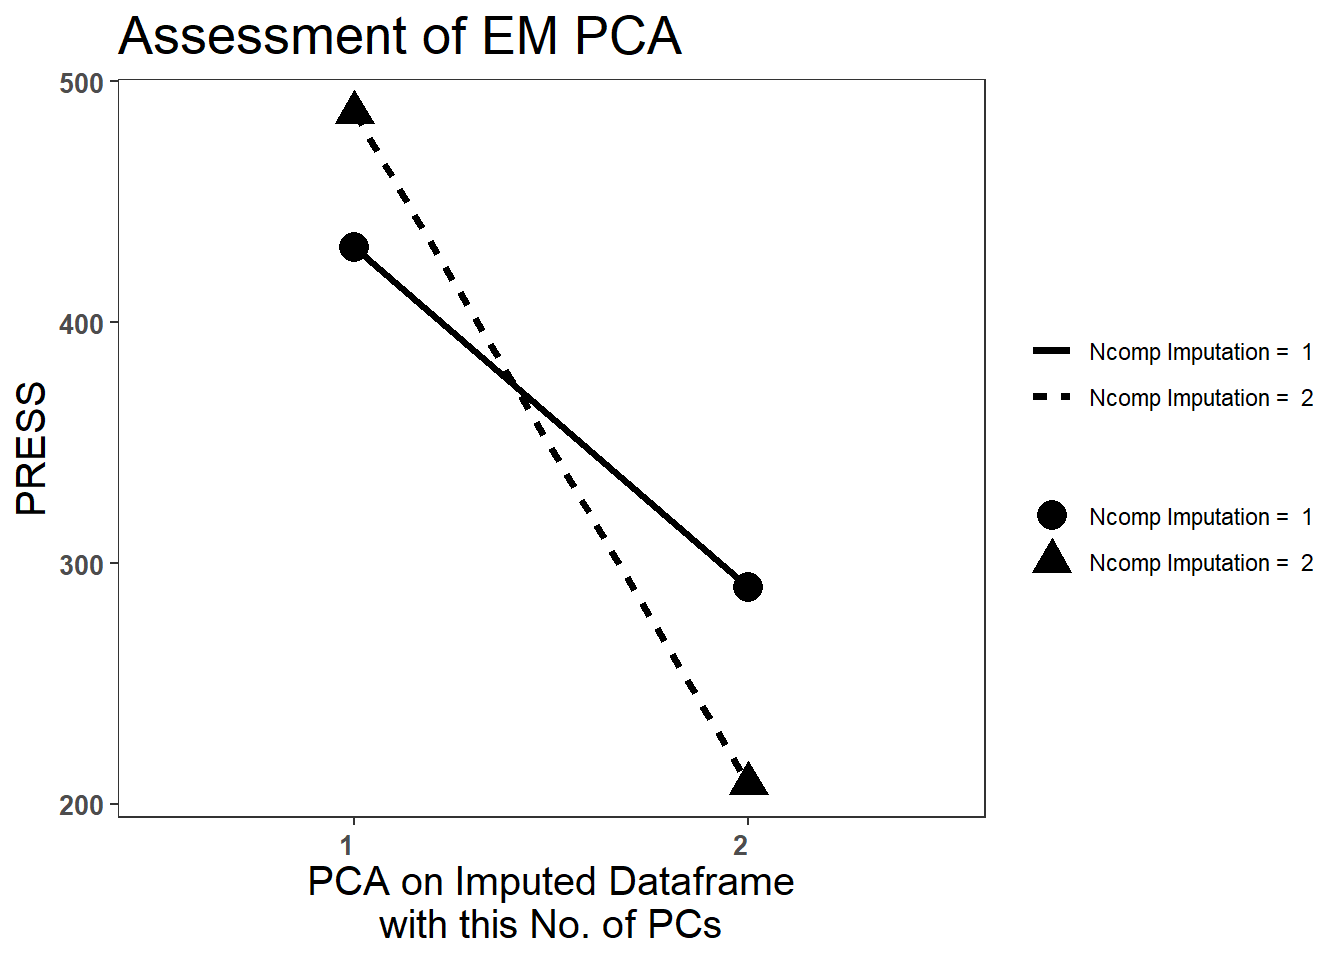 Assessment of EM PCA
500
400
300
200
PRESS
1
2
PCA on Imputed Dataframe
with this No. of PCs
Ncomp Imputation =  1
Ncomp Imputation =  2
Ncomp Imputation =  1
Ncomp Imputation =  2